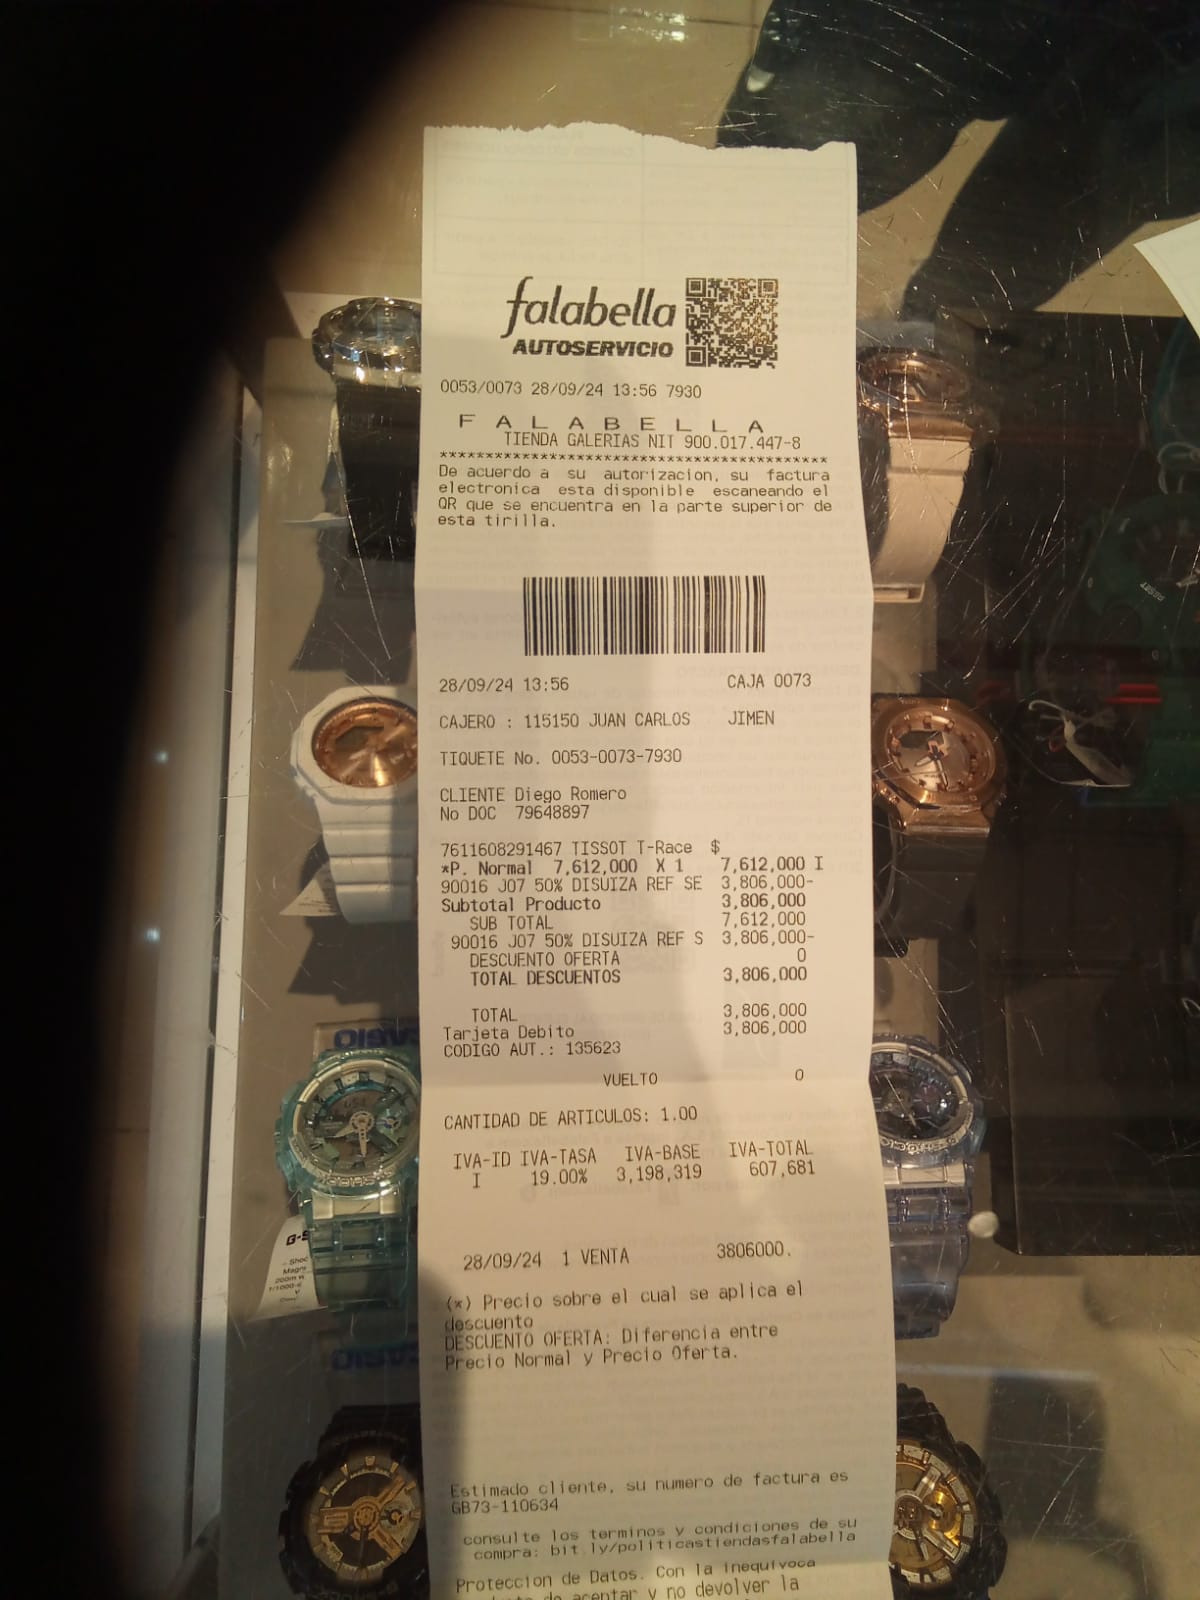 falabella
AUTOSERVICIO
0053/0073 28/09/24 13:56 7930
FALABELLA
TIENDA GALERIAS NIT 900.017.447-8
******************************************
De acuerdo a su autorizacion, su factura
electronica esta disponible escaneando el
QR que se encuentra en la parte superior de
esta tirilla.
28/09/24 13:56 CAJA 0073
CAJERO : 115150 JUAN CARLOS JIMEN
TIQUETE No. 0053-0073-7930
CLIENTE Diego Romero
No DOC 79648897
7611608291467 TISSOT T-Race $
*P. Normal 7,612,000 X 1 7,612,000 I
90016 J07 50% DISUIZA REF SE 3,806,000-
Subtotal Producto 3,806,000
SUB TOTAL 7,612,000
90016 J07 50% DISUIZA REF S 3,806,000-
DESCUENTO OFERTA 0
TOTAL DESCUENTOS 3,806,000
TOTAL 3,806,000
Tarjeta Debito 3,806,000
CODIGO AUT.: 135623
VUELTO 0
CANTIDAD DE ARTICULOS: 1.00
IVA-ID IVA-TASA IVA-BASE IVA-TOTAL
I 19.00% 3,198,319 607,681
28/09/24 1 VENTA 3806000.
(*) Precio sobre el cual se aplica el
descuento
DESCUENTO OFERTA: Diferencia entre
Precio Normal y Precio Oferta.
Estimado cliente, su numero de factura es
GB73-110634
consulte los terminos y condiciones de su
compra: bit.ly/politicastiendasfalabella
Proteccion de Datos. Con la inequivoca
de aceptar y no devolver la
CASIO
RESET